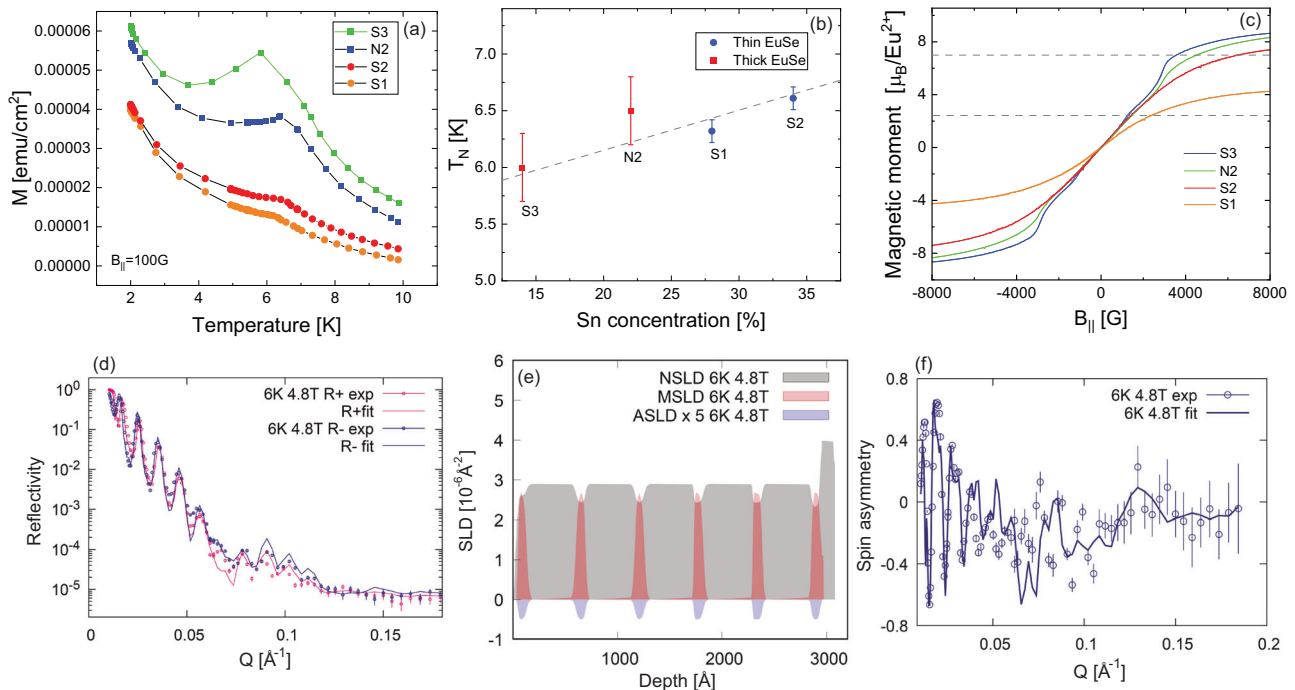 (a)
S3
N2
S2
S1
0.00006
0.00005
0.00004
0.00003
0.00002
0.00001
0.00000
M [emu/cm²]
B||=100G
2 4 6 8 10
Temperature [K]
(b)
Thin EuSe
Thick EuSe
7.0
6.5
6.0
5.5
5.0
T_N [K]
S3
N2
S1
S2
15 20 25 30 35
Sn concentration [%]
(c)
8
4
0
-4
-8
Magnetic moment [μ_B/Eu²⁺]
S3
N2
S2
S1
-8000 -4000 0 4000 8000
B|| [G]
(d)
6K 4.8T R+ exp
R+fit
6K 4.8T R- exp
R- fit
10⁰
10⁻¹
10⁻²
10⁻³
10⁻⁴
10⁻⁵
Reflectivity
0 0.05 0.1 0.15
Q [Å⁻¹]
(e)
NSLD 6K 4.8T
MSLD 6K 4.8T
ASLD x 5 6K 4.8T
6
5
4
3
2
1
0
-1
SLD [10⁻⁶Å⁻²]
0 1000 2000 3000
Depth [Å]
(f)
6K 4.8T exp
6K 4.8T fit
0.8
0.4
0
-0.4
-0.8
Spin asymmetry
0.05 0.1 0.15 0.2
Q [Å⁻¹]